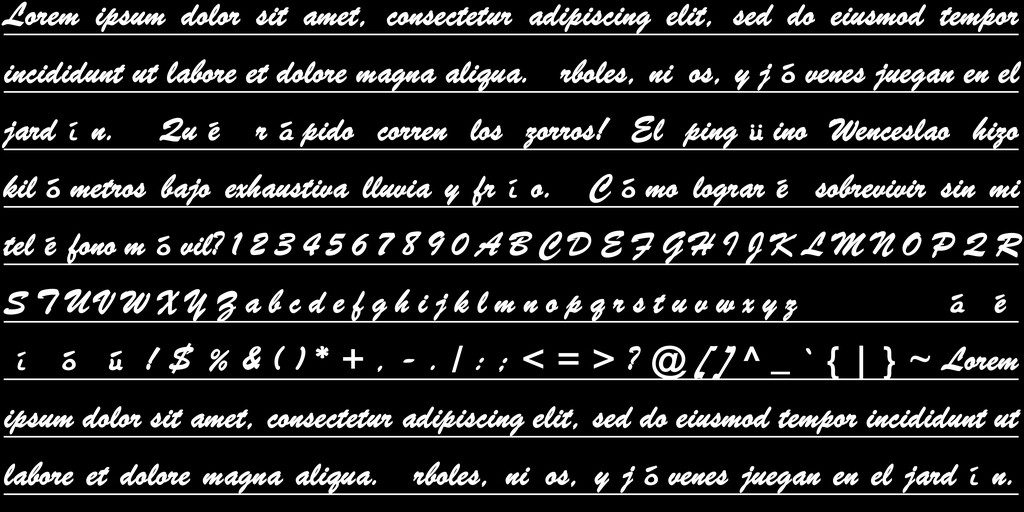 Lorem ipsum dolor sit amet, consectetur adipiscing elit, sed do eiusmod tempor
incididunt ut labore et dolore magna aliqua. rboles, ni os, y j ó venes juegan en el
jard í n. Qu é r á pido corren los zorros! El ping ü ino Wenceslao hizo
kil ó metros bajo exhaustiva lluvia y fr í o. C ó mo lograr é sobrevivir sin mi
tel é fono m ó vil? 1 2 3 4 5 6 7 8 9 0 A B C D E F G H I J K L M N O P Q R
S T U V W X Y Z a b c d e f g h i j k l m n o p q r s t u v w x y z á é
í ó ú ! $ % & ( ) * + , - . / : ; < = > ? @ [ ] ^ _ ` { | } ~ Lorem
ipsum dolor sit amet, consectetur adipiscing elit, sed do eiusmod tempor incididunt ut
labore et dolore magna aliqua. rboles, ni os, y j ó venes juegan en el jard í n.